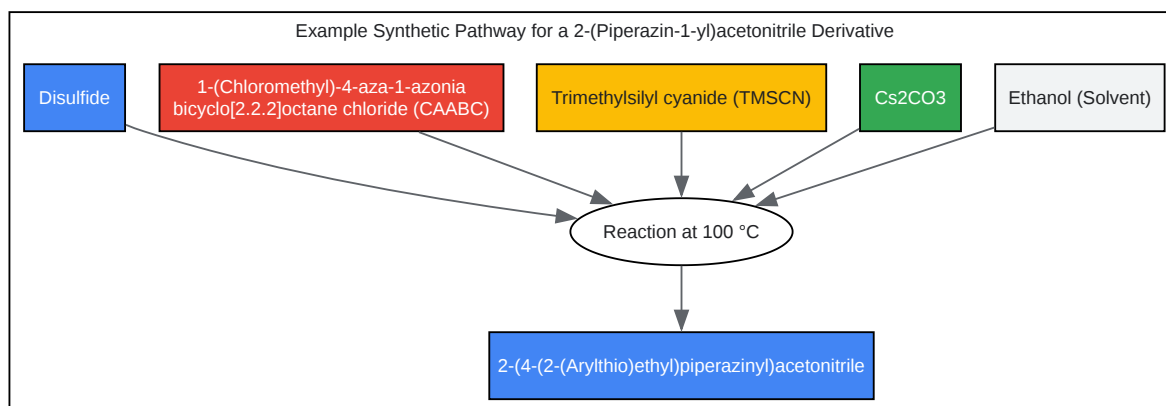 Example Synthetic Pathway for a 2-(Piperazin-1-yl)acetonitrile Derivative
Disulfide
1-(Chloromethyl)-4-aza-1-azonia
bicyclo[2.2.2]octane chloride (CAABC)
Trimethylsilyl cyanide (TMSCN)
Cs2CO3
Ethanol (Solvent)
Reaction at 100 °C
2-(4-(2-(Arylthio)ethyl)piperazinyl)acetonitrile